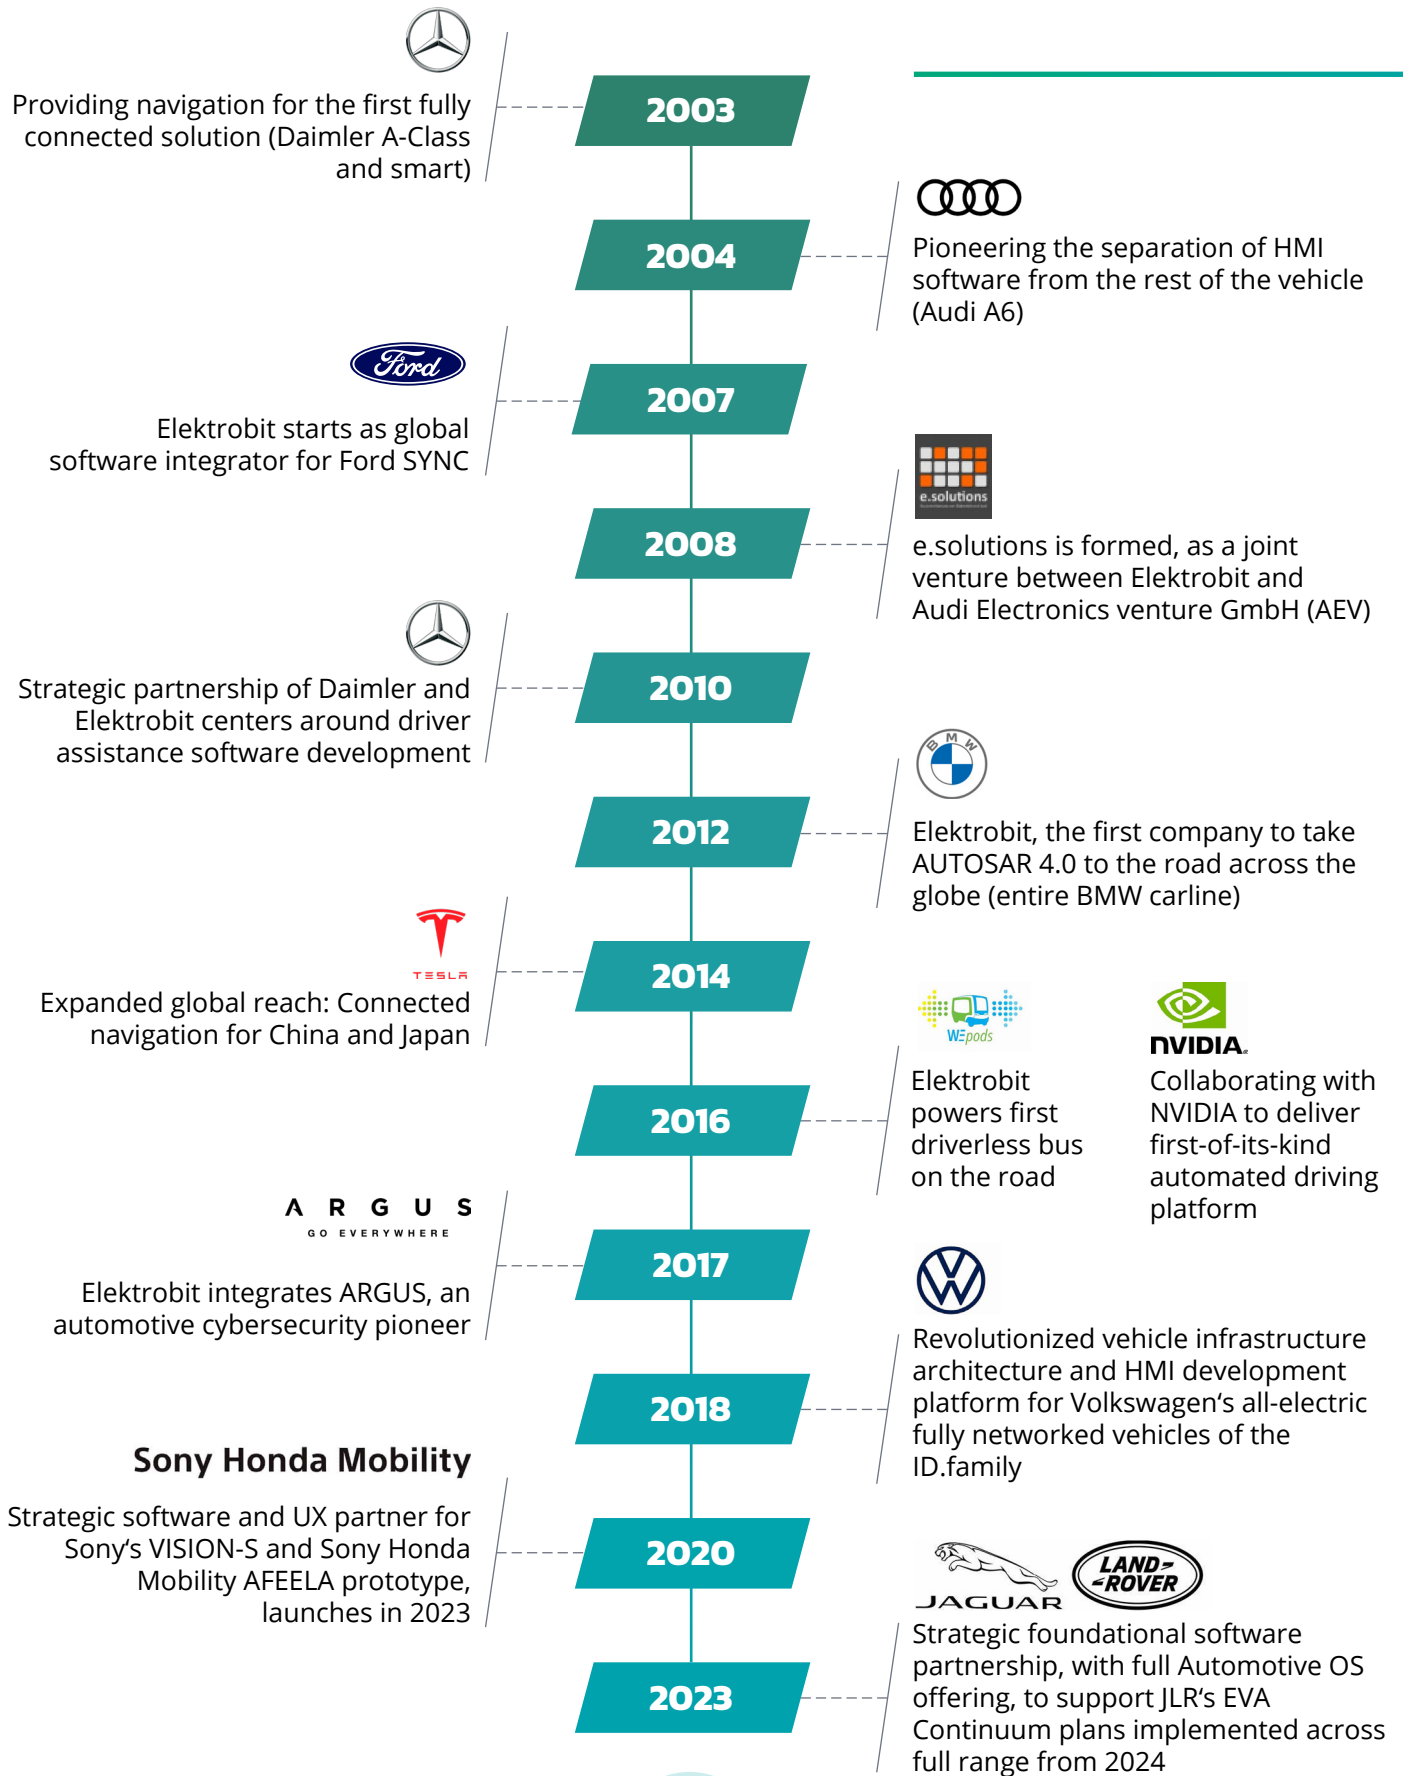 Providing navigation for the first fully
connected solution (Daimler A-Class
and smart)
2003
2004
Pioneering the separation of HMI
software from the rest of the vehicle
(Audi A6)
Ford
Elektrobit starts as global
software integrator for Ford SYNC
2007
e.solutions
2008
e.solutions is formed, as a joint
venture between Elektrobit and
Audi Electronics venture GmbH (AEV)
Strategic partnership of Daimler and
Elektrobit centers around driver
assistance software development
2010
BMW
2012
Elektrobit, the first company to take
AUTOSAR 4.0 to the road across the
globe (entire BMW carline)
TESLA
Expanded global reach: Connected
navigation for China and Japan
2014
WEpods
Elektrobit
powers first
driverless bus
on the road
NVIDIA
Collaborating with
NVIDIA to deliver
first-of-its-kind
automated driving
platform
2016
ARGUS
GO EVERYWHERE
Elektrobit integrates ARGUS, an
automotive cybersecurity pioneer
2017
2018
Revolutionized vehicle infrastructure
architecture and HMI development
platform for Volkswagen‘s all-electric
fully networked vehicles of the
ID.family
Sony Honda Mobility
Strategic software and UX partner for
Sony‘s VISION-S and Sony Honda
Mobility AFEELA prototype,
launches in 2023
2020
JAGUAR
LAND-
-ROVER
2023
Strategic foundational software
partnership, with full Automotive OS
offering, to support JLR‘s EVA
Continuum plans implemented across
full range from 2024